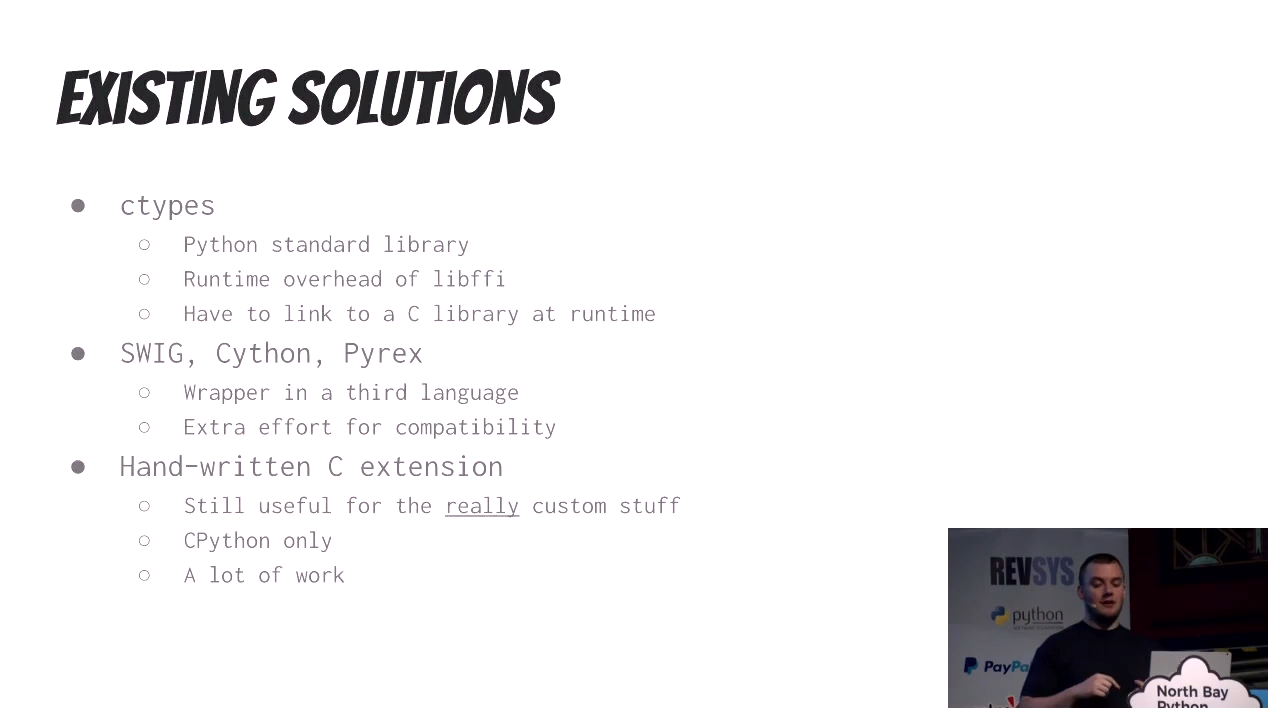 EXISTING SOLUTIONS
● ctypes
○ Python standard library
○ Runtime overhead of libffi
○ Have to link to a C library at runtime
● SWIG, Cython, Pyrex
○ Wrapper in a third language
○ Extra effort for compatibility
● Hand-written C extension
○ Still useful for the really custom stuff
○ CPython only
○ A lot of work
REVSYS
python
PayPa
North Bay
Python